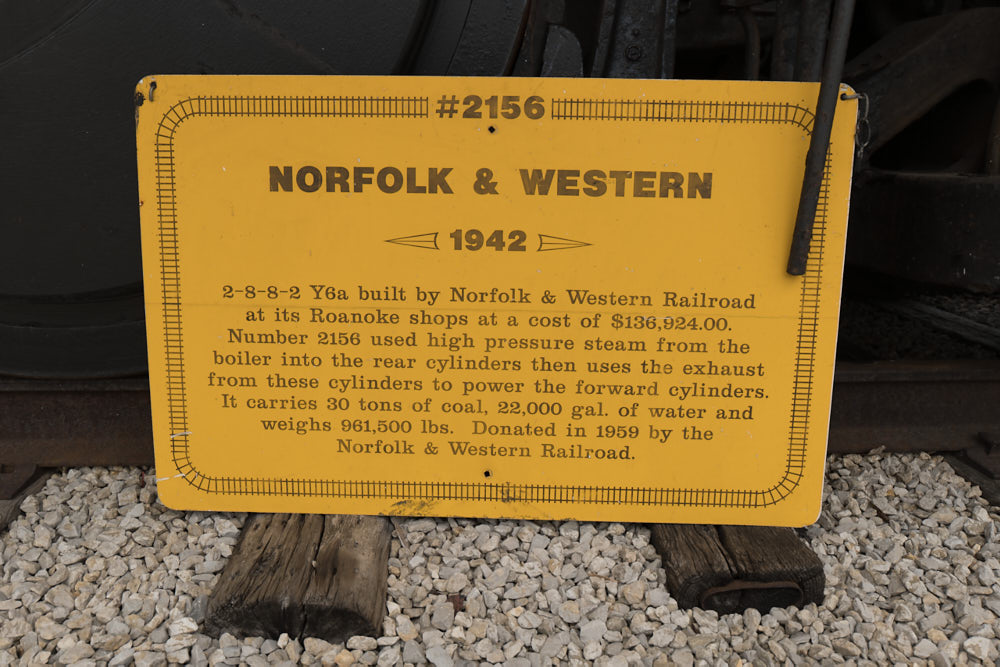 #2156
NORFOLK & WESTERN
1942
2-8-8-2 Y6a built by Norfolk & Western Railroad
at its Roanoke shops at a cost of $136,924.00.
Number 2156 used high pressure steam from the
boiler into the rear cylinders then uses the exhaust
from these cylinders to power the forward cylinders.
It carries 30 tons of coal, 22,000 gal. of water and
weighs 961,500 lbs. Donated in 1959 by the
Norfolk & Western Railroad.